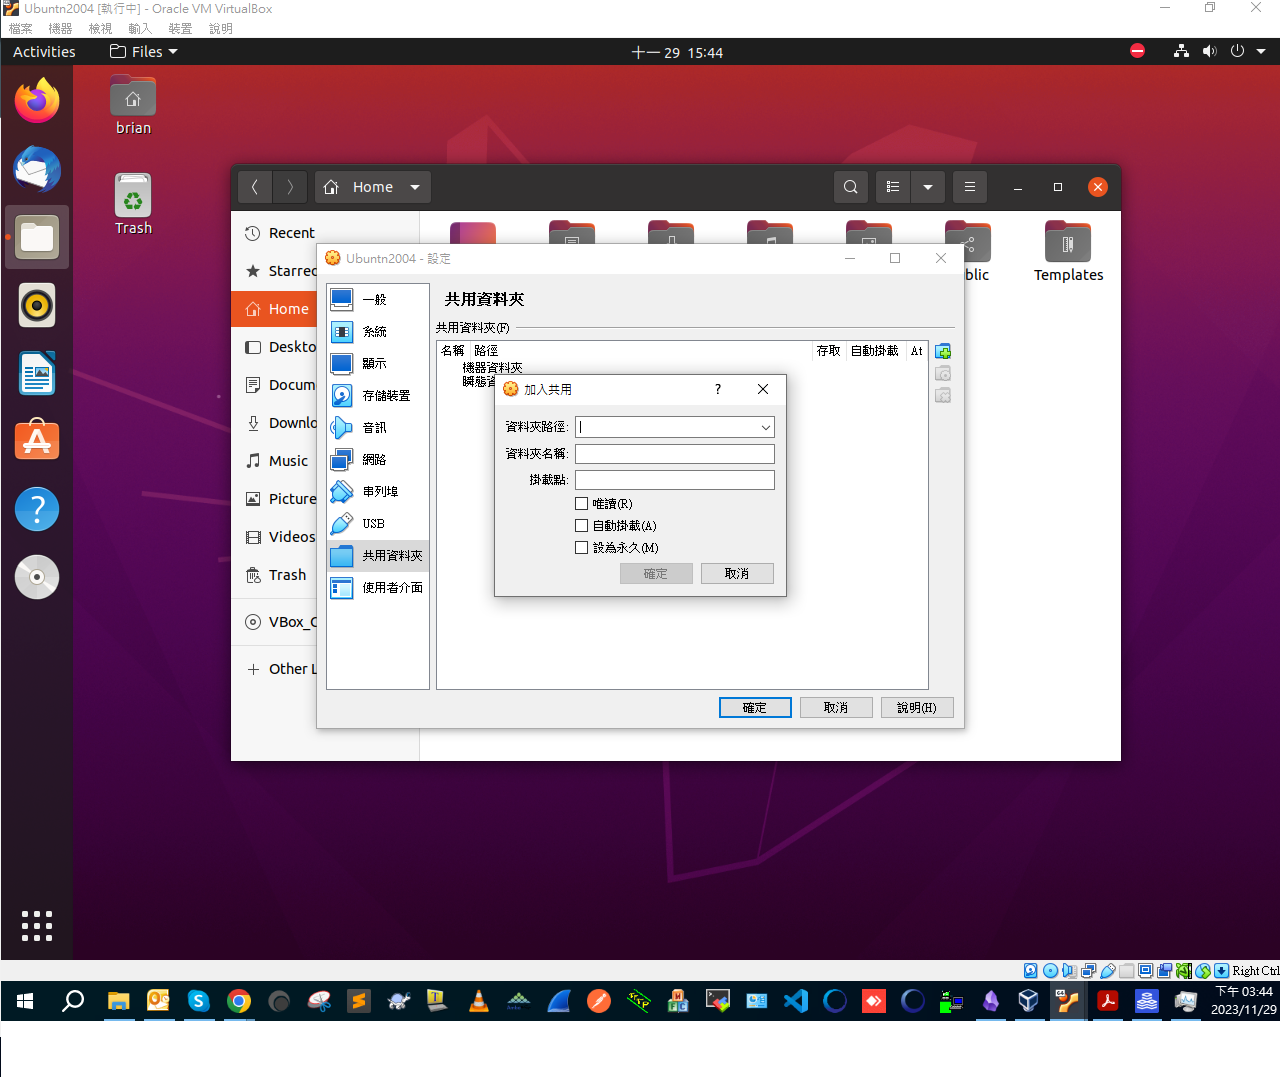 Ubuntn2004 [執行中] - Oracle VM VirtualBox
檔案 機器 檢視 輸入 裝置 說明
Activities Files 十一 29 15:44
brian
Trash
Home
Recent
Starred
Home
Deskto
Docum
Downlo
Music
Picture
Videos
Trash
VBox_G
Other L
blic
Templates
Ubuntn2004 - 設定
一般
系統
顯示
存儲裝置
音訊
網路
串列埠
USB
共用資料夾
使用者介面
共用資料夾
共用資料夾(F)
名稱 路徑 存取 自動掛載 At
機器資料夾
瞬態資
加入共用 ?
資料夾路徑:
資料夾名稱:
掛載點:
唯讀(R)
自動掛載(A)
設為永久(M)
確定 取消
確定 取消 說明(H)
Right Ctrl
下午 03:44
2023/11/29